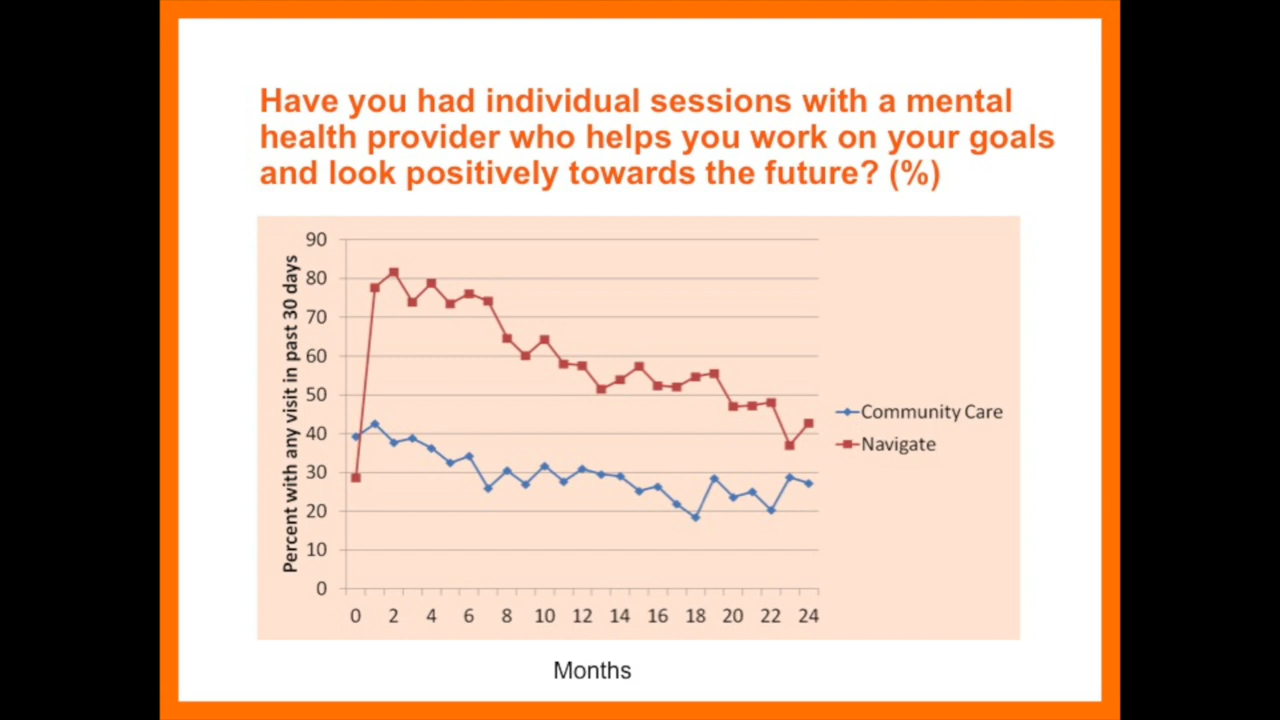 Have you had individual sessions with a mental
health provider who helps you work on your goals
and look positively towards the future? (%)
Percent with any visit in past 30 days
90
80
70
60
50
40
30
20
10
0
0 2 4 6 8 10 12 14 16 18 20 22 24
Community Care
Navigate
Months